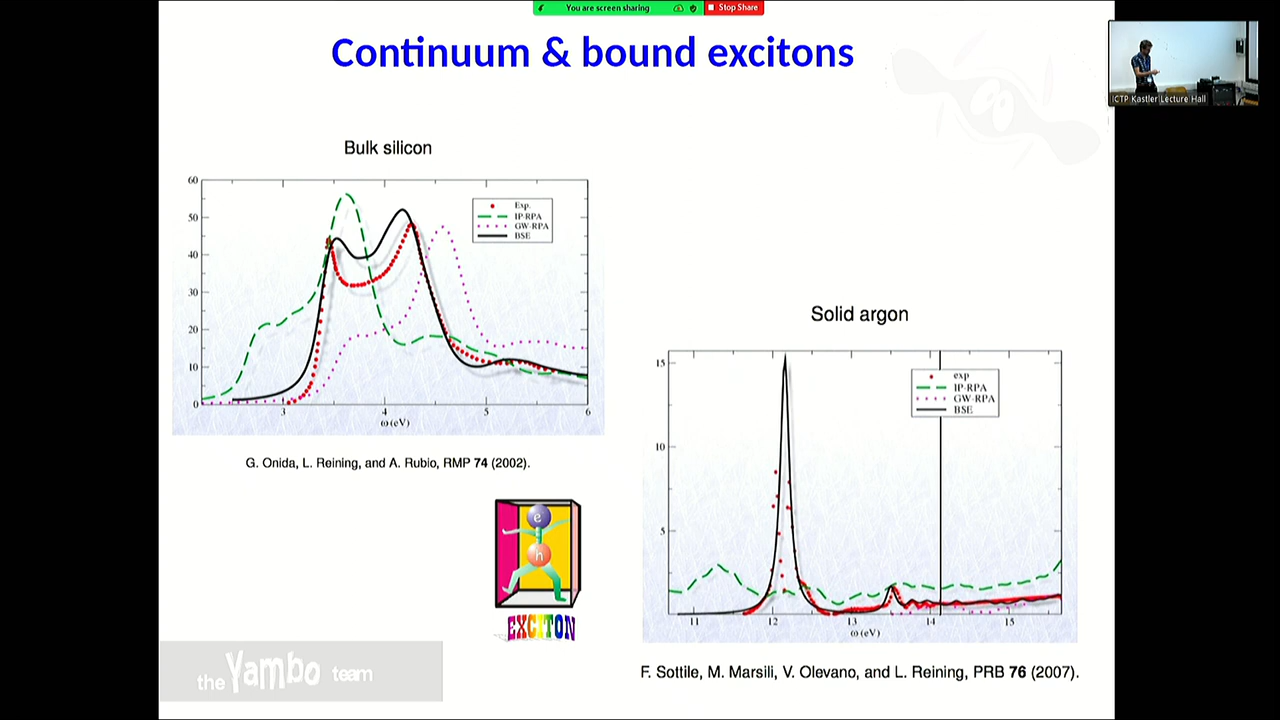 You are screen sharing
Stop Share
Continuum & bound excitons
ICTP Kastler Lecture Hall
Bulk silicon
60
50
40
30
20
10
0
3
4
5
6
ω (eV)
Exp.
IP-RPA
GW-RPA
BSE
G. Onida, L. Reining, and A. Rubio, RMP 74 (2002).
Solid argon
15
10
5
11
12
13
14
15
ω (eV)
exp
IP-RPA
GW-RPA
BSE
e
h
EXCITON
F. Sottile, M. Marsili, V. Olevano, and L. Reining, PRB 76 (2007).
the Yambo team